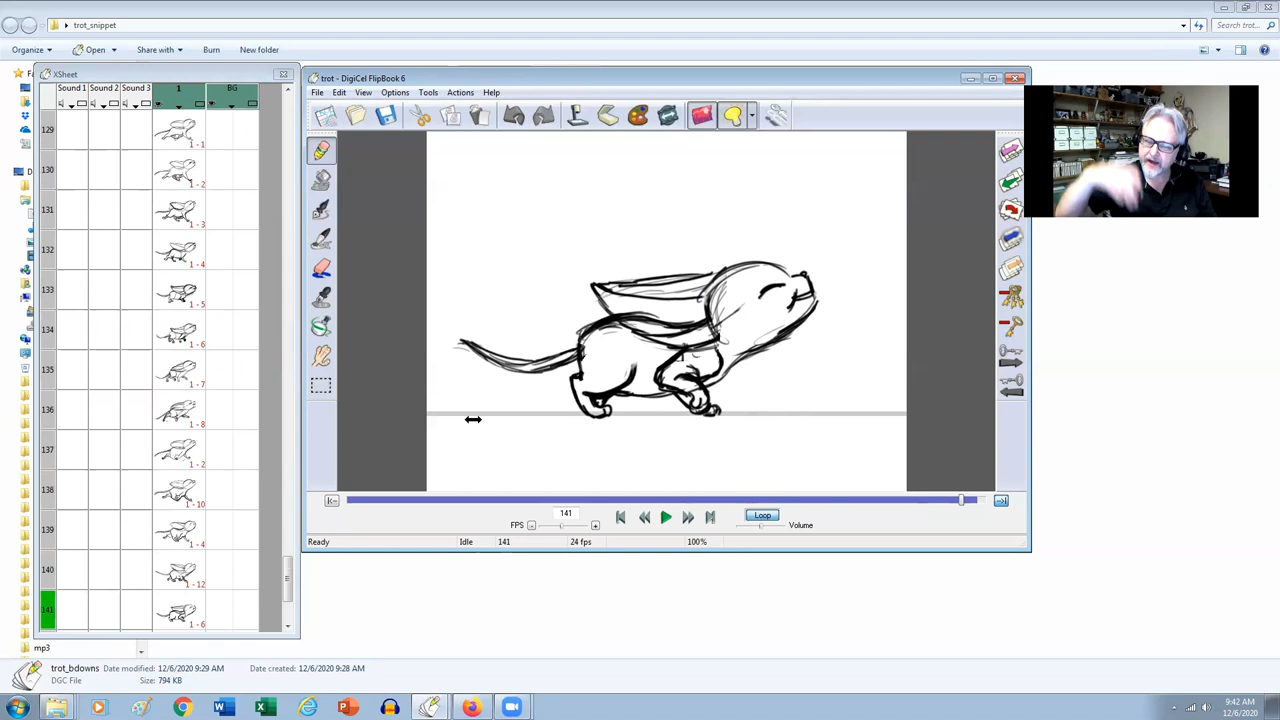 trot_snippet
Search trot...
Organize
Open
Share with
Burn
New folder
XSheet
Sound 1 Sound 2 Sound 3 1 BG
129 1 - 1
130 1 - 2
131 1 - 3
132 1 - 4
133 1 - 5
134 1 - 6
135 1 - 7
136 1 - 8
137 1 - 2
138 1 - 10
139 1 - 4
140 1 - 12
141 1 - 6
trot - DigiCel FlipBook 6
File Edit View Options Tools Actions Help
141
FPS
Loop
Volume
Ready
Idle
141
24 fps
100%
mp3
trot_bdowns Date modified: 12/6/2020 9:29 AM Date created: 12/6/2020 9:28 AM
DGC File Size: 794 KB
9:42 AM
12/6/2020